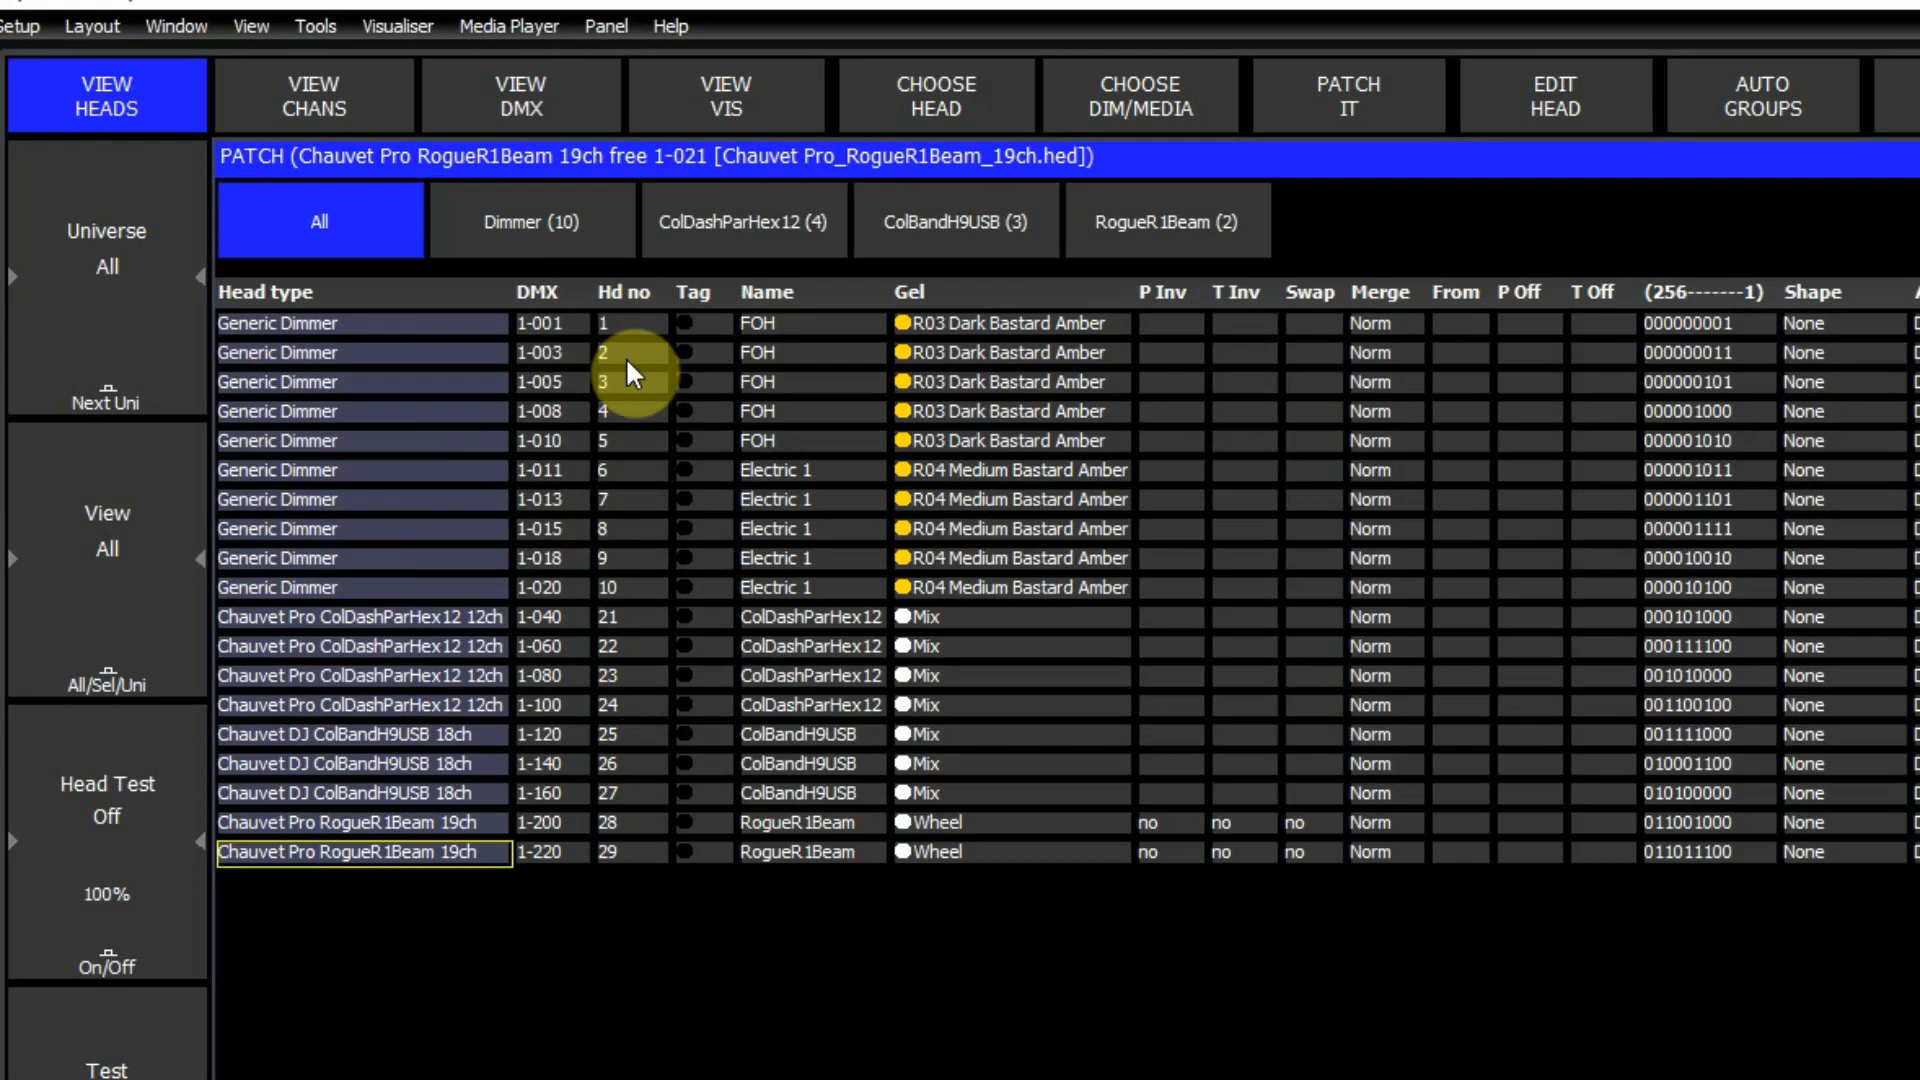 Setup Layout Window View Tools Visualiser Media Player Panel Help
VIEW HEADS
VIEW CHANS
VIEW DMX
VIEW VIS
CHOOSE HEAD
CHOOSE DIM/MEDIA
PATCH IT
EDIT HEAD
AUTO GROUPS
PATCH (Chauvet Pro RogueR1Beam 19ch free 1-021 [Chauvet Pro_RogueR1Beam_19ch.hed])
Universe
All
Next Uni
View
All
All/Sel/Uni
Head Test
Off
100%
On/Off
Test
All Dimmer (10) ColDashParHex12 (4) ColBandH9USB (3) RogueR1Beam (2)
Head type DMX Hd no Tag Name Gel P Inv T Inv Swap Merge From P Off T Off (256-------1) Shape
Generic Dimmer 1-001 1 FOH R03 Dark Bastard Amber Norm 000000001 None
Generic Dimmer 1-003 2 FOH R03 Dark Bastard Amber Norm 000000011 None
Generic Dimmer 1-005 3 FOH R03 Dark Bastard Amber Norm 000000101 None
Generic Dimmer 1-008 4 FOH R03 Dark Bastard Amber Norm 000001000 None
Generic Dimmer 1-010 5 FOH R03 Dark Bastard Amber Norm 000001010 None
Generic Dimmer 1-011 6 Electric 1 R04 Medium Bastard Amber Norm 000001011 None
Generic Dimmer 1-013 7 Electric 1 R04 Medium Bastard Amber Norm 000001101 None
Generic Dimmer 1-015 8 Electric 1 R04 Medium Bastard Amber Norm 000001111 None
Generic Dimmer 1-018 9 Electric 1 R04 Medium Bastard Amber Norm 000010010 None
Generic Dimmer 1-020 10 Electric 1 R04 Medium Bastard Amber Norm 000010100 None
Chauvet Pro ColDashParHex12 12ch 1-040 21 ColDashParHex12 Mix Norm 000101000 None
Chauvet Pro ColDashParHex12 12ch 1-060 22 ColDashParHex12 Mix Norm 000111100 None
Chauvet Pro ColDashParHex12 12ch 1-080 23 ColDashParHex12 Mix Norm 001010000 None
Chauvet Pro ColDashParHex12 12ch 1-100 24 ColDashParHex12 Mix Norm 001100100 None
Chauvet DJ ColBandH9USB 18ch 1-120 25 ColBandH9USB Mix Norm 001111000 None
Chauvet DJ ColBandH9USB 18ch 1-140 26 ColBandH9USB Mix Norm 010001100 None
Chauvet DJ ColBandH9USB 18ch 1-160 27 ColBandH9USB Mix Norm 010100000 None
Chauvet Pro RogueR1Beam 19ch 1-200 28 RogueR1Beam Wheel no no no Norm 011001000 None
Chauvet Pro RogueR1Beam 19ch 1-220 29 RogueR1Beam Wheel no no no Norm 011011100 None